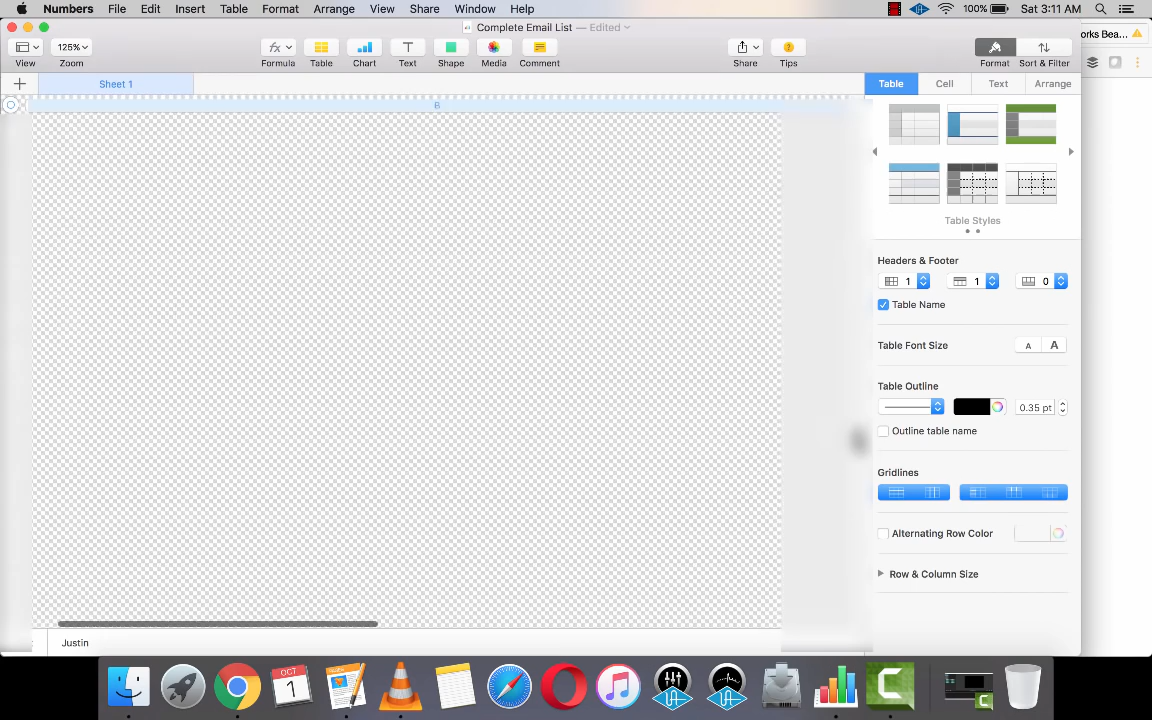 Numbers File Edit Insert Table Format Arrange View Share Window Help 100% Sat 3:11 AM
Complete Email List — Edited
orks Bea...
125%
View Zoom Formula Table Chart Text Shape Media Comment Share Tips Format Sort & Filter
Sheet 1
Table Cell Text Arrange
B
Table Styles
Headers & Footer
1 1 0
Table Name
Table Font Size A A
Table Outline
0.35 pt
Outline table name
Gridlines
Alternating Row Color
Row & Column Size
Justin
OCT
1